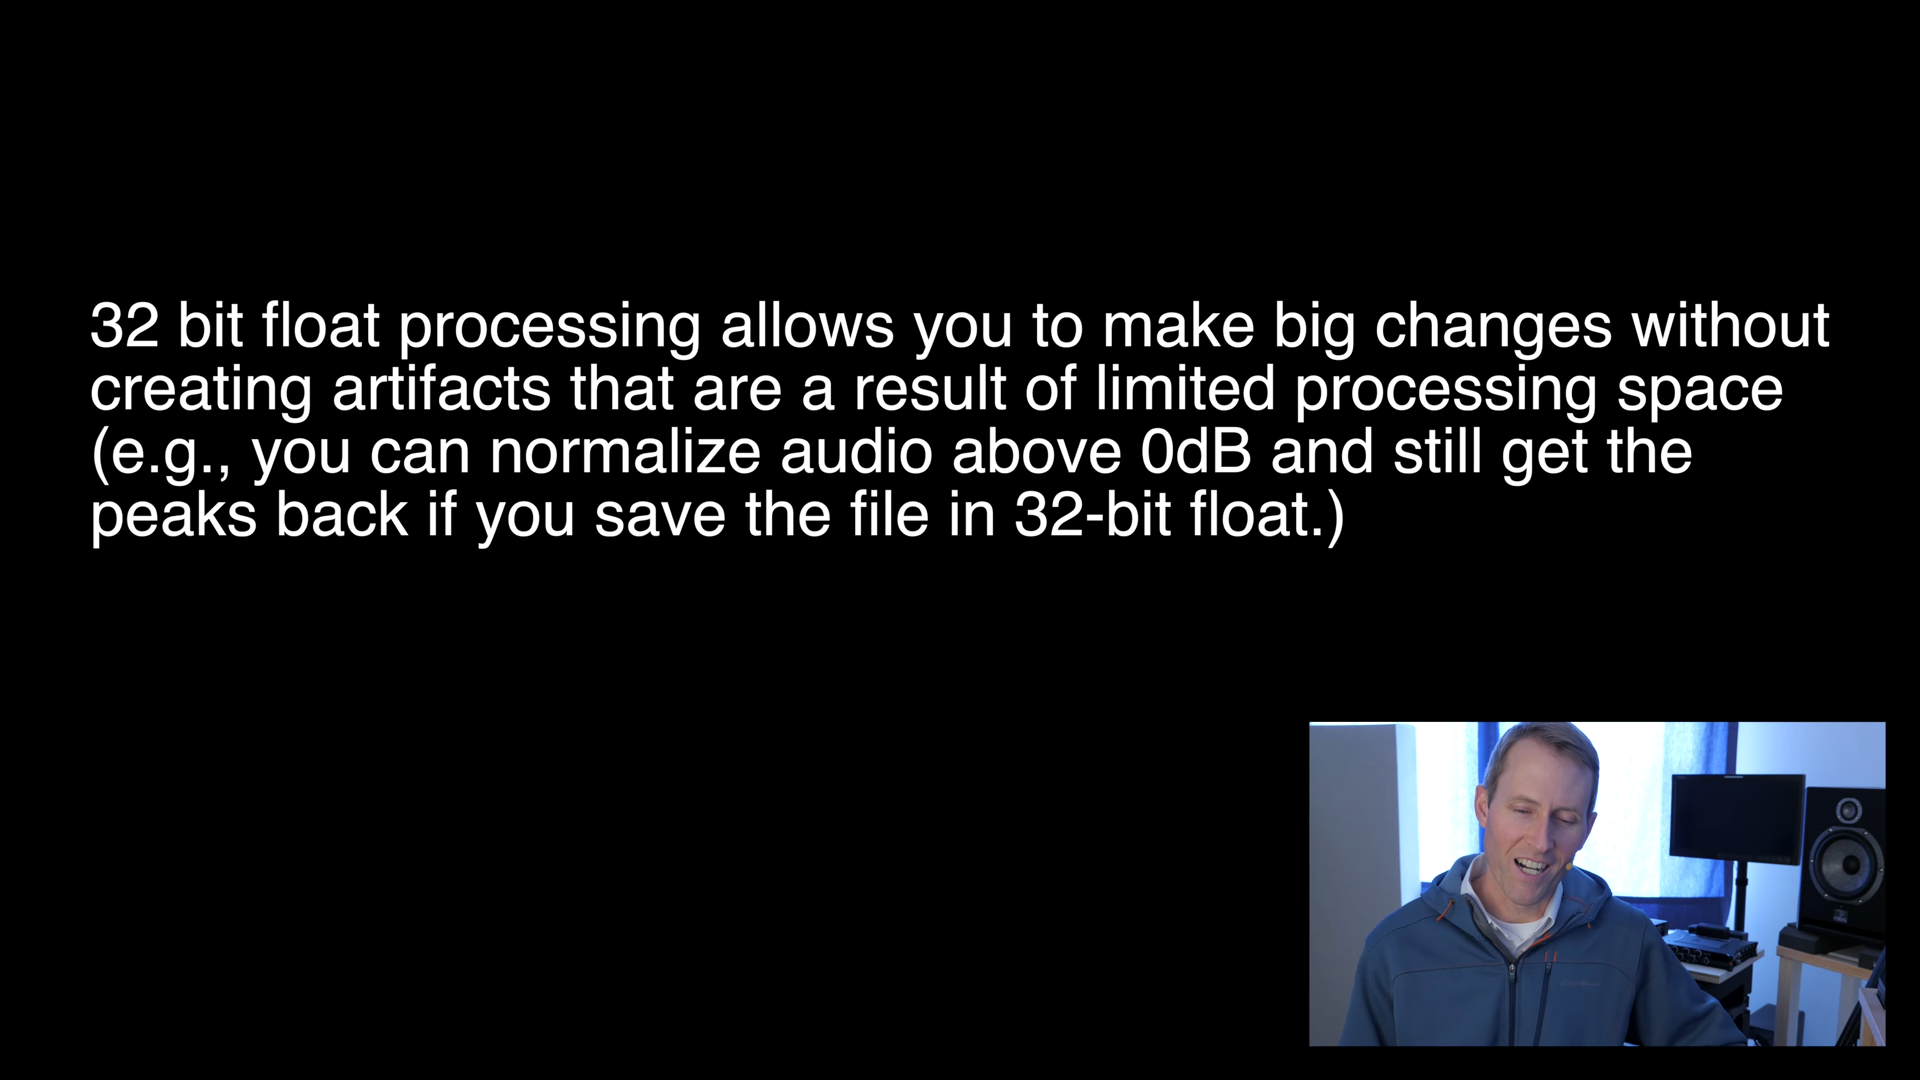 32 bit float processing allows you to make big changes without
creating artifacts that are a result of limited processing space
(e.g., you can normalize audio above 0dB and still get the
peaks back if you save the file in 32-bit float.)